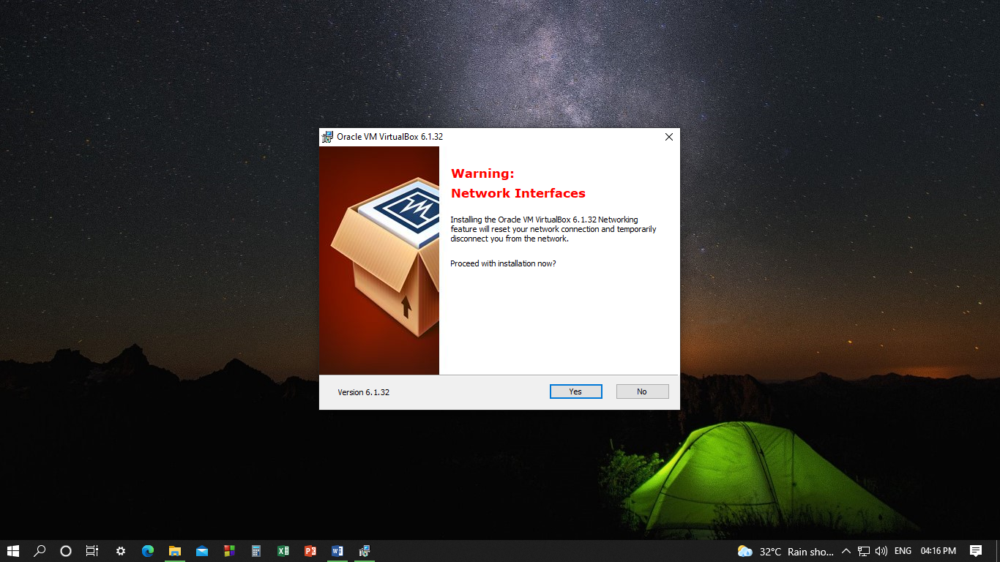 Oracle VM VirtualBox 6.1.32
Warning:
Network Interfaces
Installing the Oracle VM VirtualBox 6.1.32 Networking
feature will reset your network connection and temporarily
disconnect you from the network.
Proceed with installation now?
Version 6.1.32
Yes
No
32°C Rain sho...
ENG
04:16 PM